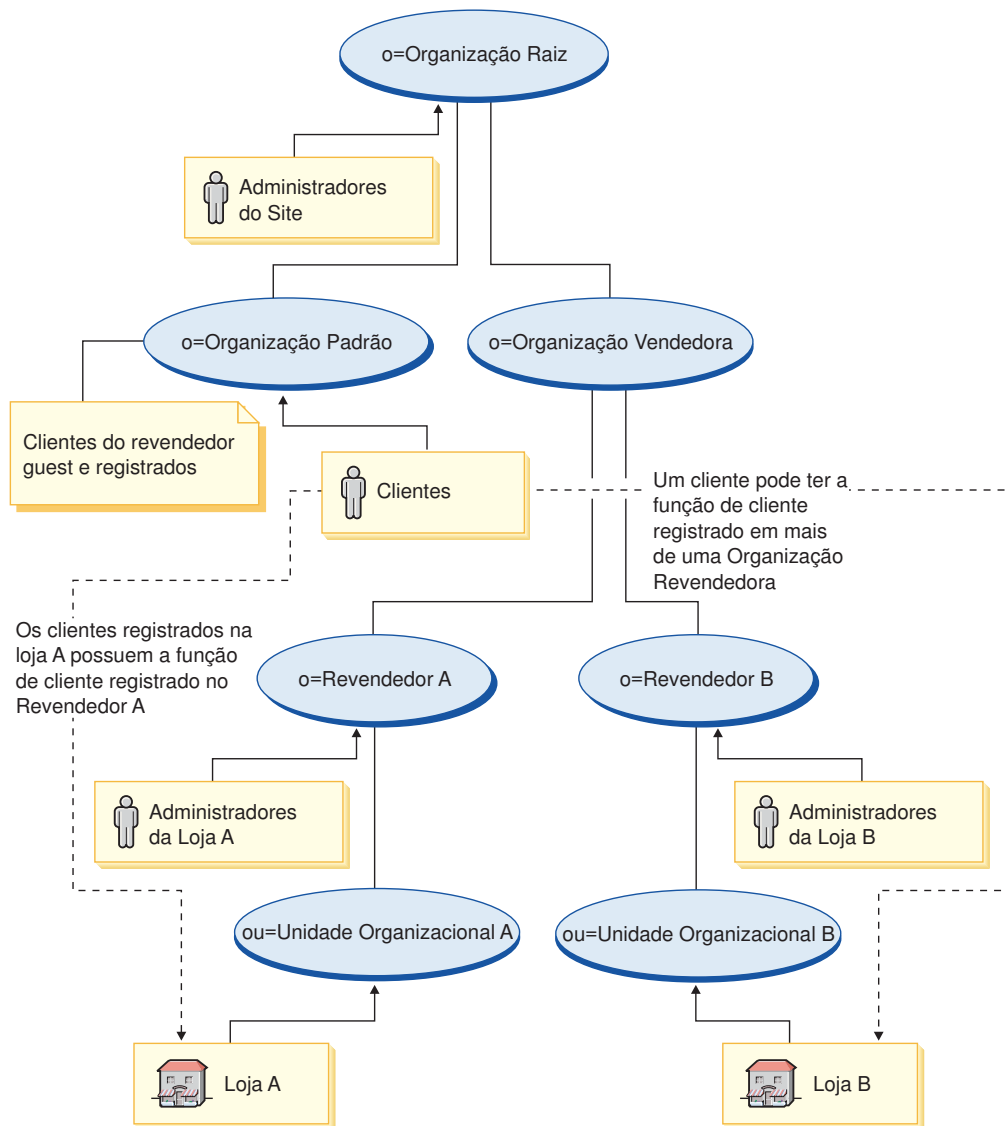 o=Organização Raiz
Administradores
do Site
o=Organização Padrão
o=Organização Vendedora
Clientes do revendedor
guest e registrados
Clientes
Um cliente pode ter a
função de cliente
registrado em mais
de uma Organização
Revendedora
Os clientes registrados na
loja A possuem a função
de cliente registrado no
Revendedor A
o=Revendedor A
o=Revendedor B
Administradores
da Loja A
Administradores
da Loja B
ou=Unidade Organizacional A
ou=Unidade Organizacional B
Loja A
Loja B